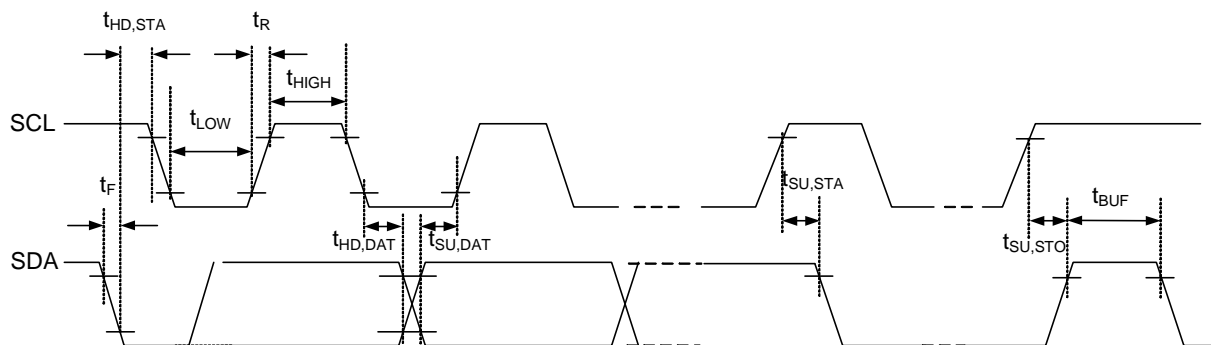 tHD,STA
tR
tHIGH
SCL
tLOW
tF
tSU,STA
tHD,DAT
tSU,DAT
tBUF
tSU,STO
SDA